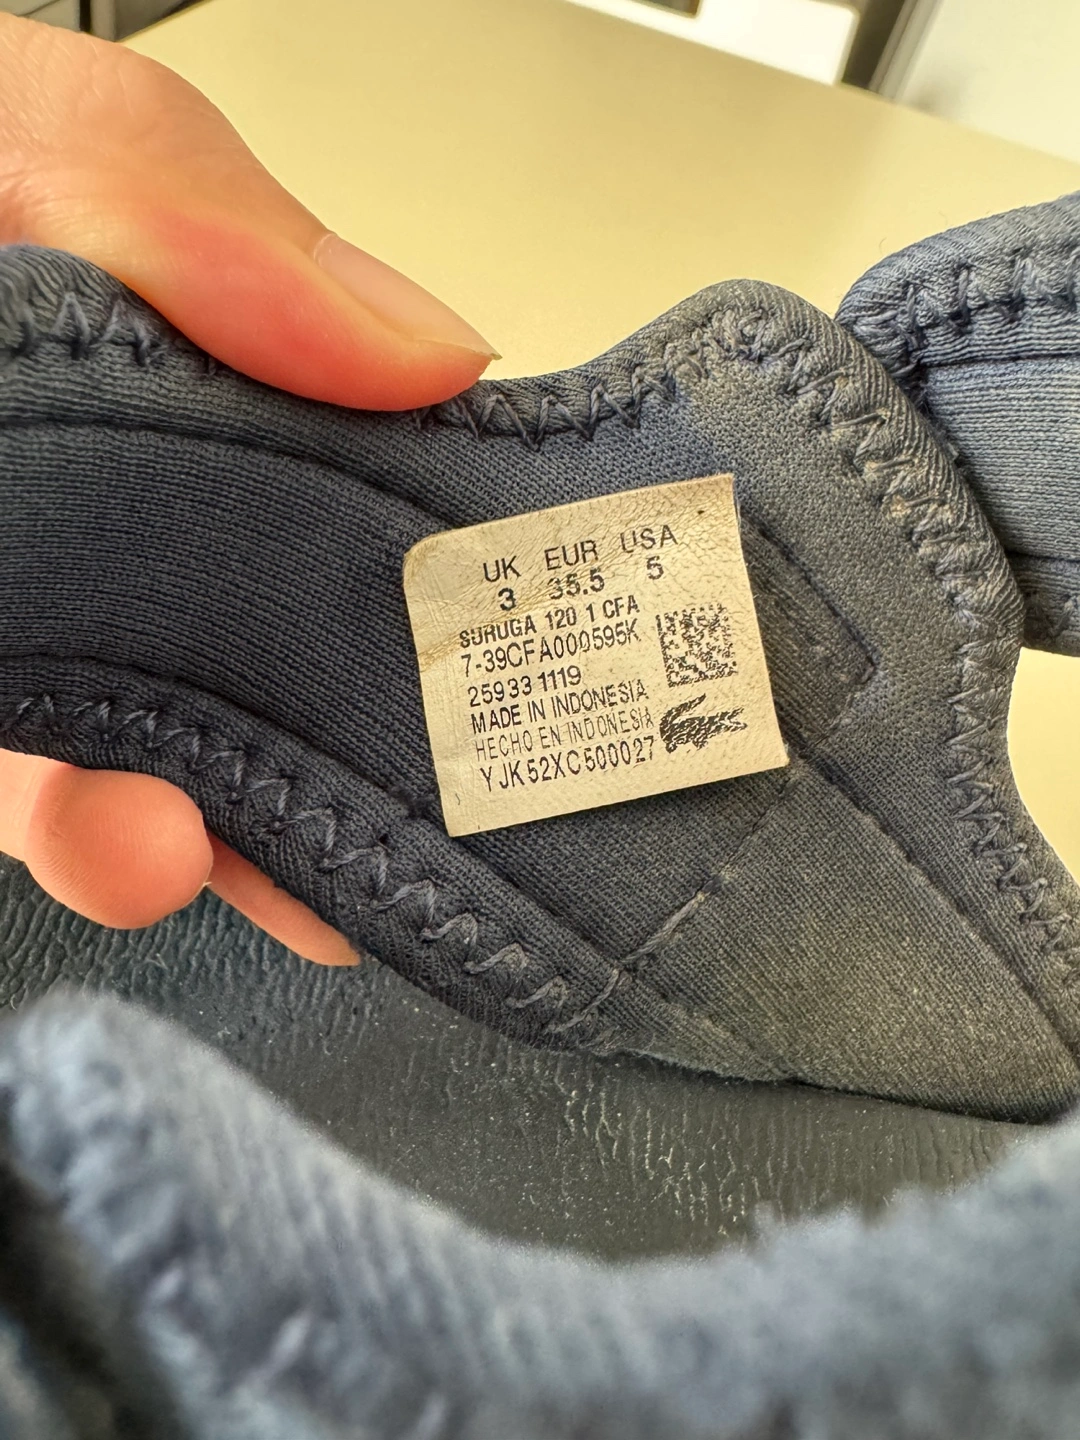 UK EUR USA
3 35.5 5
SURUGA 120 1 CFA
7-39CFA000595K
25933 1119
MADE IN INDONESIA
HECHO EN INDONESIA
YJK52XC500027